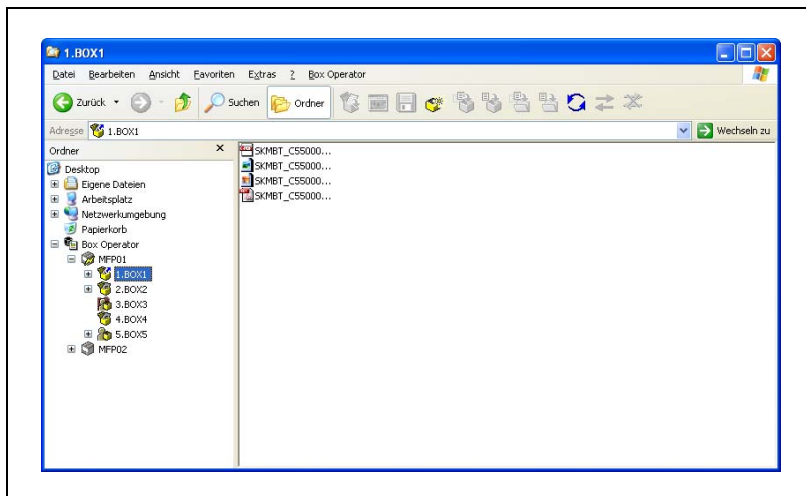 1.BOX1
Datei Bearbeiten Ansicht Favoriten Extras ? Box Operator
Zurück Suchen Ordner
Adresse 1.BOX1 Wechseln zu
Ordner
Desktop
Eigene Dateien
Arbeitsplatz
Netzwerkumgebung
Papierkorb
Box Operator
MFP01
1.BOX1
2.BOX2
3.BOX3
4.BOX4
5.BOX5
MFP02
SKMBT_C55000...
SKMBT_C55000...
SKMBT_C55000...
SKMBT_C55000...